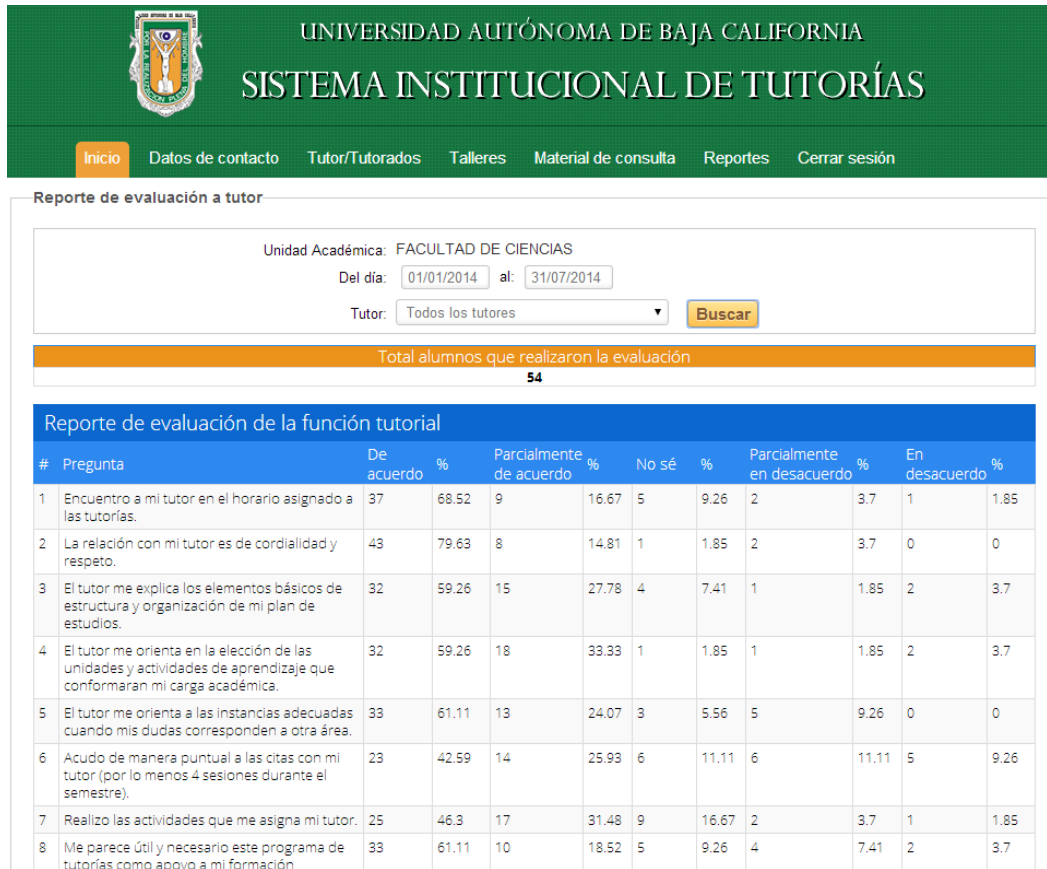 POR LA REALIZACIÓN PLENA DEL HOMBRE
UNIVERSIDAD AUTÓNOMA DE BAJA CALIFORNIA
SISTEMA INSTITUCIONAL DE TUTORÍAS
Inicio Datos de contacto Tutor/Tutorados Talleres Material de consulta Reportes Cerrar sesión
Reporte de evaluación a tutor
Unidad Académica: FACULTAD DE CIENCIAS
Del día: 01/01/2014 al: 31/07/2014
Tutor: Todos los tutores Buscar
Total alumnos que realizaron la evaluación
54
Reporte de evaluación de la función tutorial
# Pregunta De acuerdo % Parcialmente de acuerdo % No sé % Parcialmente en desacuerdo % En desacuerdo %
1 Encuentro a mi tutor en el horario asignado a 37 68.52 9 16.67 5 9.26 2 3.7 1 1.85
las tutorías.
2 La relación con mi tutor es de cordialidad y 43 79.63 8 14.81 1 1.85 2 3.7 0 0
respeto.
3 El tutor me explica los elementos básicos de 32 59.26 15 27.78 4 7.41 1 1.85 2 3.7
estructura y organización de mi plan de
estudios.
4 El tutor me orienta en la elección de las 32 59.26 18 33.33 1 1.85 1 1.85 2 3.7
unidades y actividades de aprendizaje que
conformaran mi carga académica.
5 El tutor me orienta a las instancias adecuadas 33 61.11 13 24.07 3 5.56 5 9.26 0 0
cuando mis dudas corresponden a otra área.
6 Acudo de manera puntual a las citas con mi 23 42.59 14 25.93 6 11.11 6 11.11 5 9.26
tutor (por lo menos 4 sesiones durante el
semestre).
7 Realizo las actividades que me asigna mi tutor. 25 46.3 17 31.48 9 16.67 2 3.7 1 1.85
8 Me parece útil y necesario este programa de 33 61.11 10 18.52 5 9.26 4 7.41 2 3.7
tutorías como apoyo a mi formación